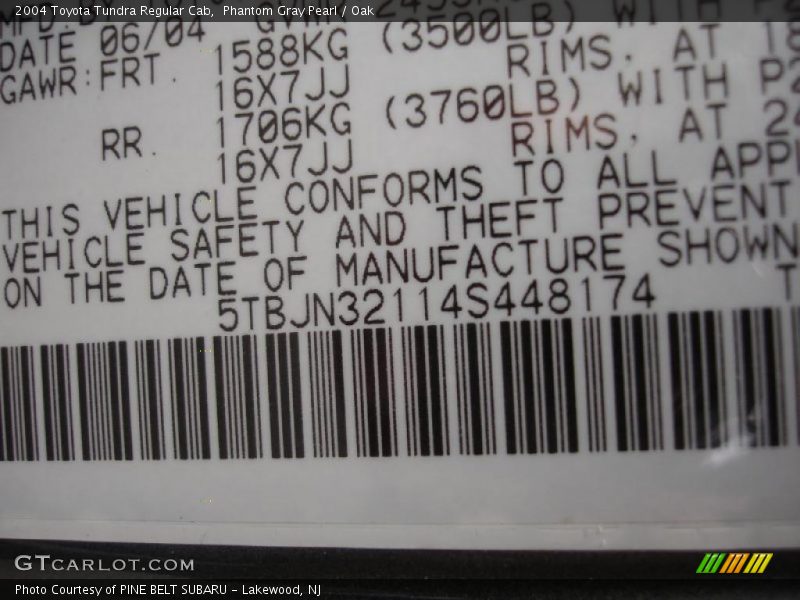 2004 Toyota Tundra Regular Cab, Phantom Gray Pearl / Oak
DATE 06/04
GAWR:FRT. 1588KG (3500LB) WITH
16X7JJ RIMS. AT
RR. 1706KG (3760LB) WITH
16X7JJ RIMS. AT
THIS VEHICLE CONFORMS TO ALL
VEHICLE SAFETY AND THEFT PREVENT
ON THE DATE OF MANUFACTURE SHOWN
5TBJN32114S448174
GTCARLOT.COM
Photo Courtesy of PINE BELT SUBARU - Lakewood, NJ